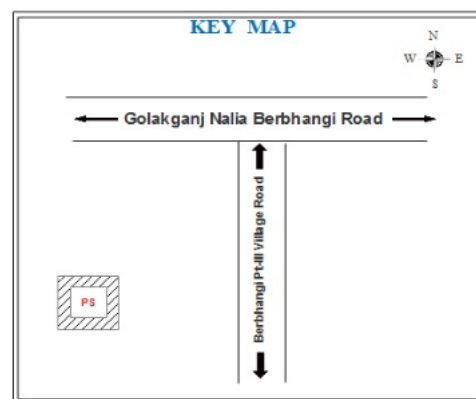 KEY MAP
N
W E
S
Golakganj Nalia Berbhangi Road
Berbhangi Pt-III Village Road
PS